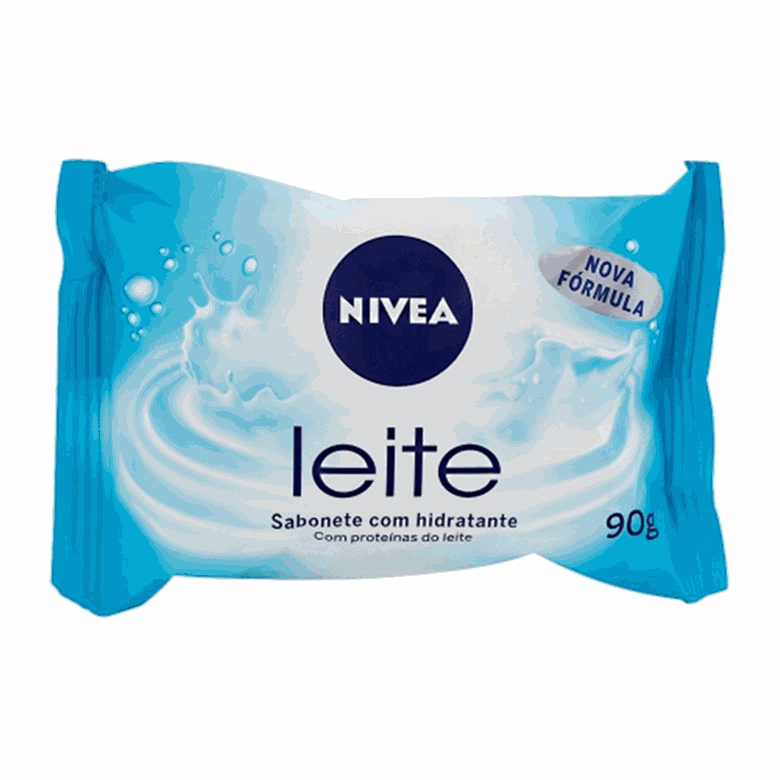 NIVEA
NOVA
FÓRMULA
leite
Sabonete com hidratante
Com proteínas do leite
90g